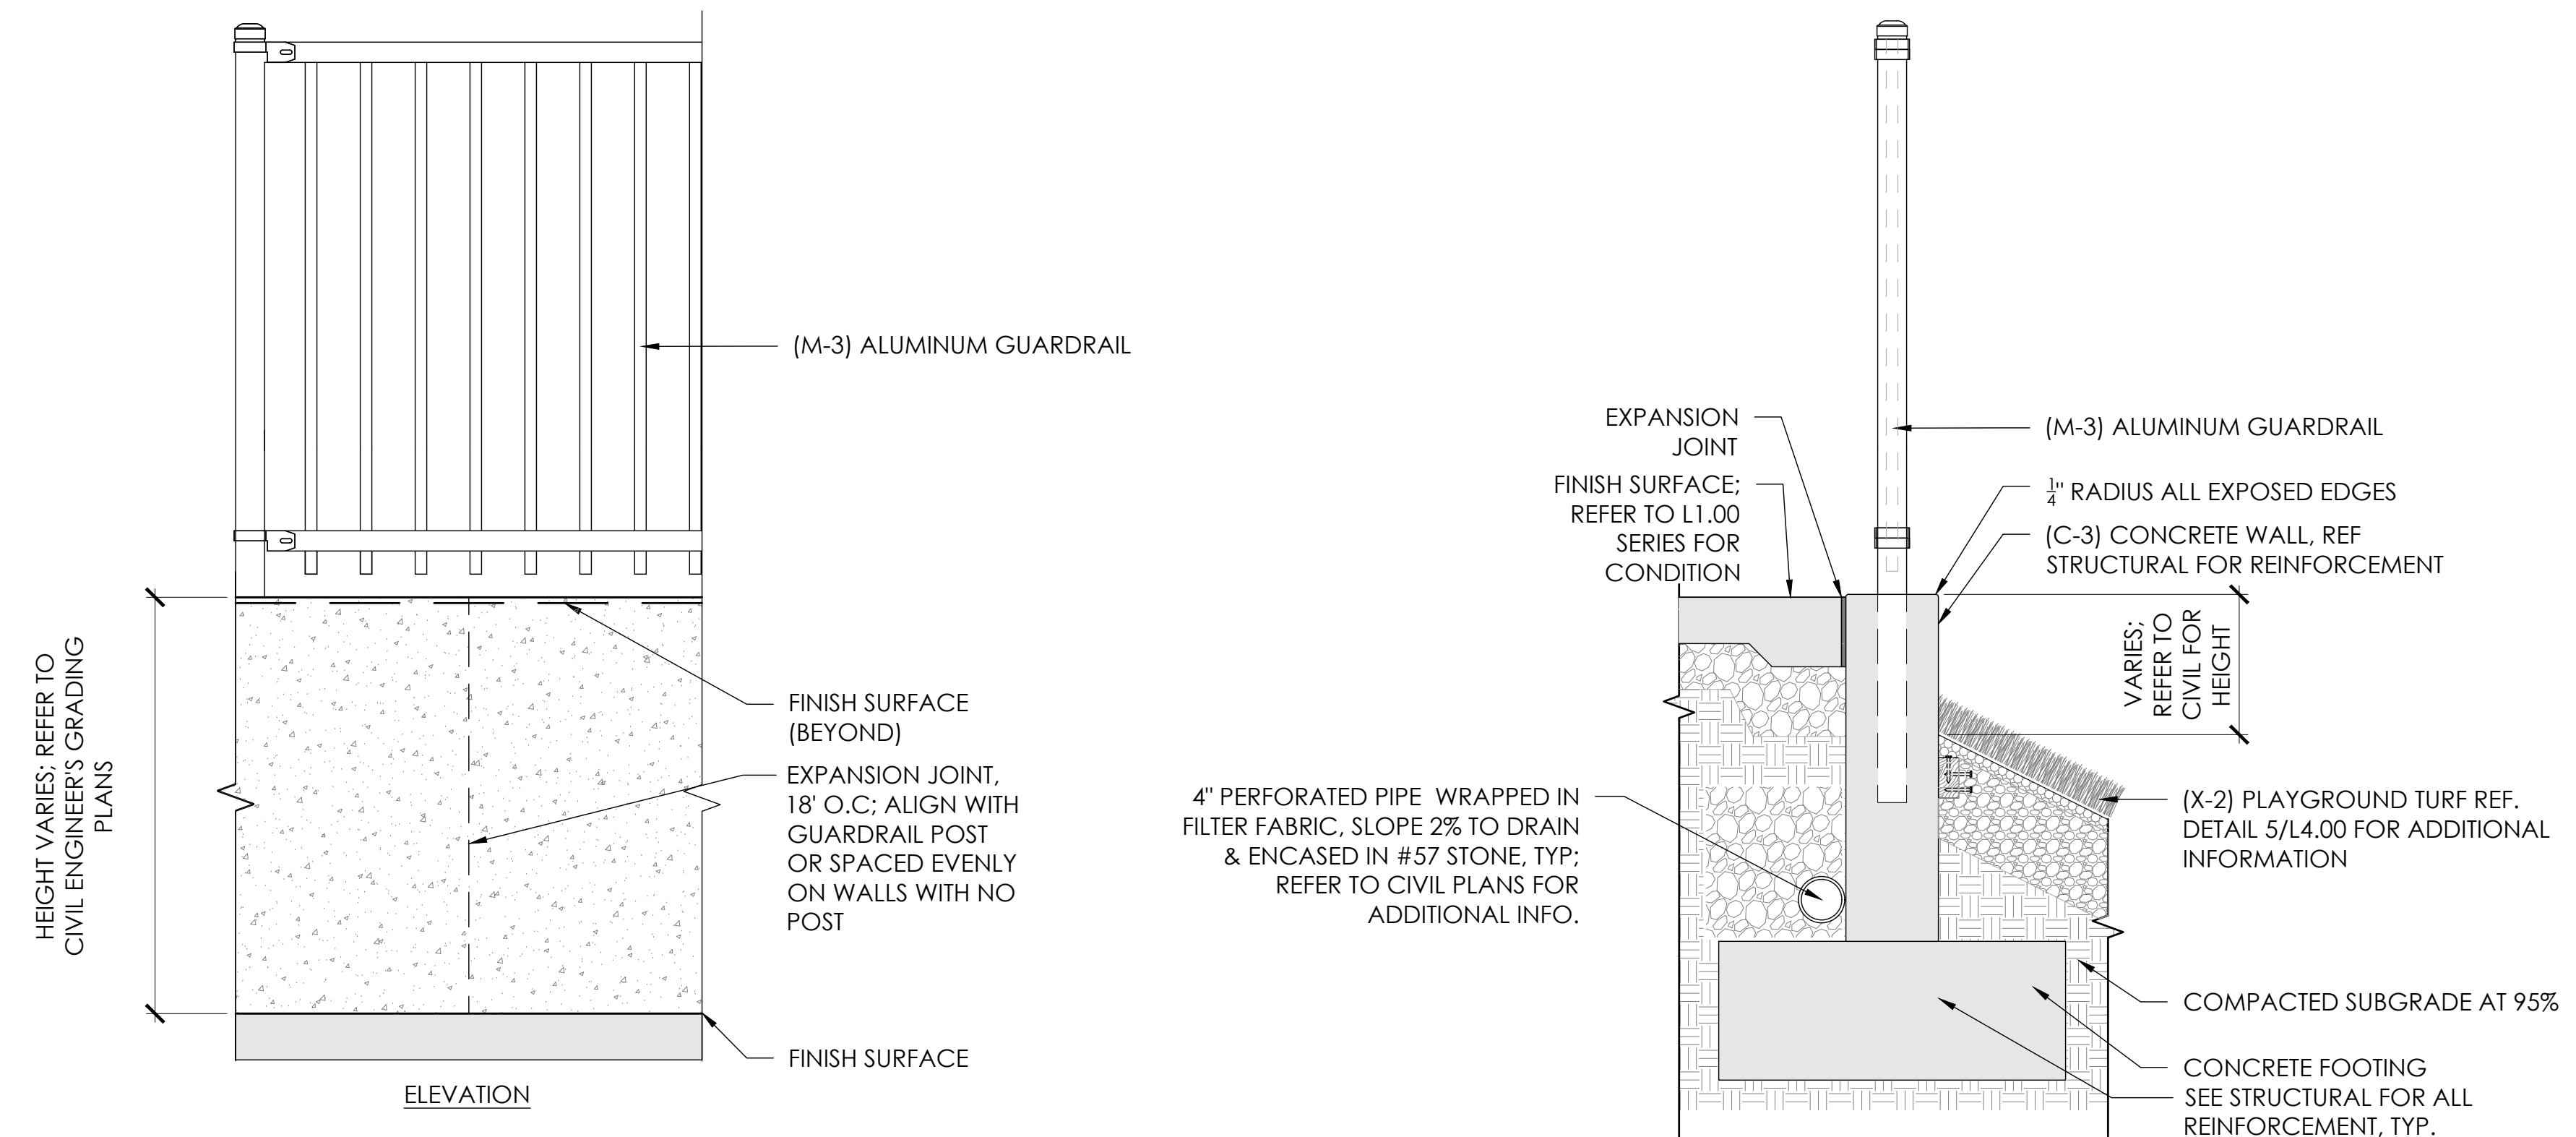 HEIGHT VARIES; REFER TO
CIVIL ENGINEER'S GRADING
PLANS
(M-3) ALUMINUM GUARDRAIL
FINISH SURFACE
(BEYOND)
EXPANSION JOINT,
18' O.C; ALIGN WITH
GUARDRAIL POST
OR SPACED EVENLY
ON WALLS WITH NO
POST
FINISH SURFACE
ELEVATION
EXPANSION
JOINT
FINISH SURFACE;
REFER TO L1.00
SERIES FOR
CONDITION
4" PERFORATED PIPE WRAPPED IN
FILTER FABRIC, SLOPE 2% TO DRAIN
& ENCASED IN #57 STONE, TYP;
REFER TO CIVIL PLANS FOR
ADDITIONAL INFO.
(M-3) ALUMINUM GUARDRAIL
1/4" RADIUS ALL EXPOSED EDGES
(C-3) CONCRETE WALL, REF
STRUCTURAL FOR REINFORCEMENT
VARIES;
REFER TO
CIVIL FOR
HEIGHT
(X-2) PLAYGROUND TURF REF.
DETAIL 5/L4.00 FOR ADDITIONAL
INFORMATION
COMPACTED SUBGRADE AT 95%
CONCRETE FOOTING
SEE STRUCTURAL FOR ALL
REINFORCEMENT, TYP.